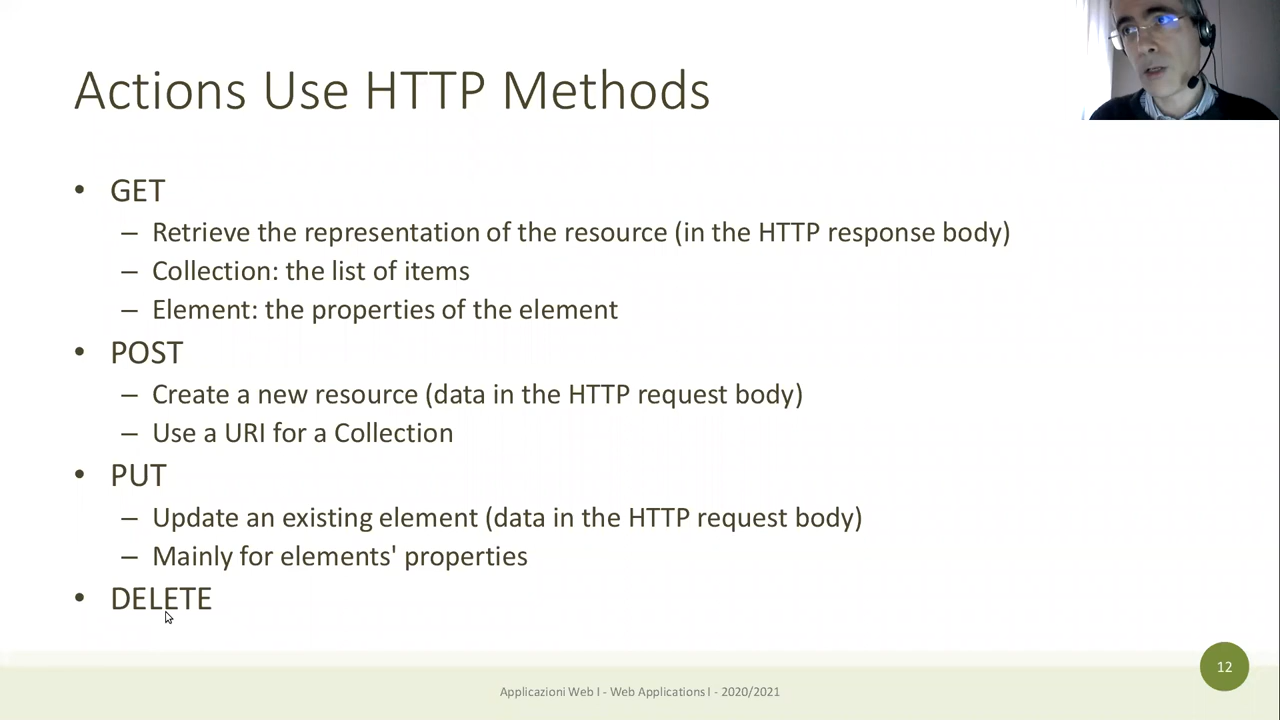 Actions Use HTTP Methods
• GET
– Retrieve the representation of the resource (in the HTTP response body)
– Collection: the list of items
– Element: the properties of the element
• POST
– Create a new resource (data in the HTTP request body)
– Use a URI for a Collection
• PUT
– Update an existing element (data in the HTTP request body)
– Mainly for elements' properties
• DELETE
12
Applicazioni Web I - Web Applications I - 2020/2021